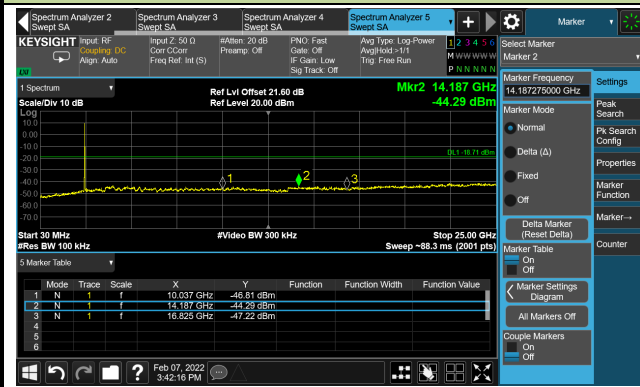 Spectrum Analyzer 2
Swept SA
Spectrum Analyzer 3
Swept SA
Spectrum Analyzer 4
Swept SA
Spectrum Analyzer 5
Swept SA
Marker
KEYSIGHT
Input: RF
Coupling: DC
Align: Auto
Input Z: 50 Ω
Corr CCorr
Freq Ref: Int (S)
#Atten: 20 dB
Preamp: Off
PNO: Fast
Gate: Off
IF Gain: Low
Sig Track: Off
Avg Type: Log-Power
Avg|Hold:>1/1
Trig: Free Run
1 2 3 4 5 6
M W W W W W
P N N N N N
Select Marker
Marker 2
1 Spectrum
Scale/Div 10 dB
Log
Ref Lvl Offset 21.60 dB
Ref Level 20.00 dBm
Mkr2 14.187 GHz
-44.29 dBm
10.0
0.00
-10.0
-20.0
-30.0
-40.0
-50.0
-60.0
-70.0
DL1 -18.71 dBm
1
2
3
Start 30 MHz
#Res BW 100 kHz
#Video BW 300 kHz
Stop 25.00 GHz
Sweep ~88.3 ms (2001 pts)
5 Marker Table
Mode Trace Scale X Y Function Function Width Function Value
1 N 1 f 10.037 GHz -46.81 dBm
2 N 1 f 14.187 GHz -44.29 dBm
3 N 1 f 16.825 GHz -47.22 dBm
4
5
6
Feb 07, 2022
3:42:16 PM
Marker Frequency
14.187275000 GHz
Marker Mode
Normal
Delta (Δ)
Fixed
Off
Delta Marker
(Reset Delta)
Marker Table
On
Off
Marker Settings
Diagram
All Markers Off
Couple Markers
On
Off
Settings
Peak
Search
Pk Search
Config
Properties
Marker
Function
Marker→
Counter